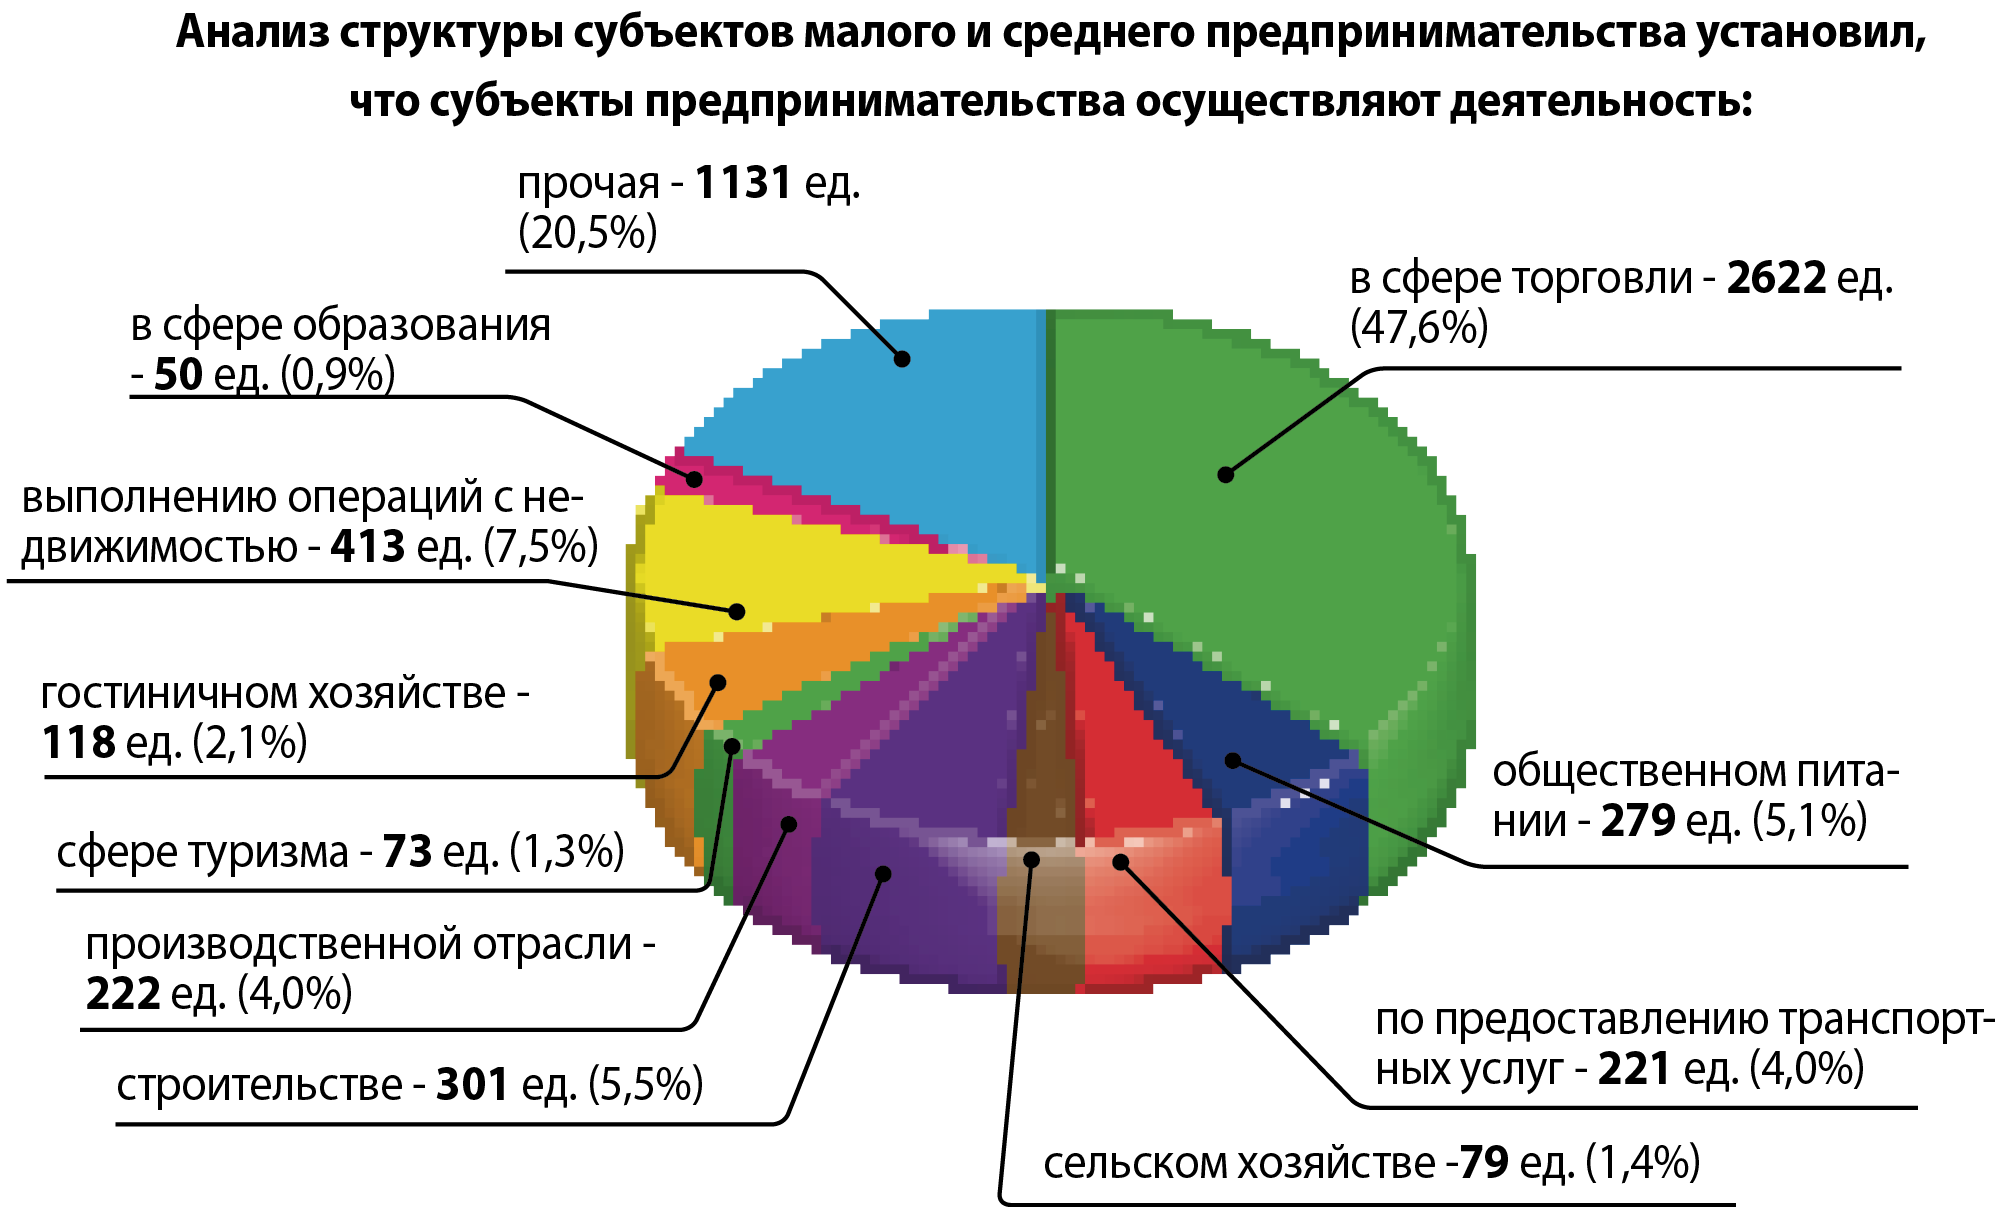 Анализ структуры субъектов малого и среднего предпринимательства установил,
что субъекты предпринимательства осуществляют деятельность:
прочая - 1131 ед.
(20,5%)
в сфере торговли - 2622 ед.
(47,6%)
в сфере образования
- 50 ед. (0,9%)
выполнению операций с не-
движимостью - 413 ед. (7,5%)
гостиничном хозяйстве -
118 ед. (2,1%)
общественном пита-
нии - 279 ед. (5,1%)
сфере туризма - 73 ед. (1,3%)
производственной отрасли -
222 ед. (4,0%)
по предоставлению транспорт-
ных услуг - 221 ед. (4,0%)
строительстве - 301 ед. (5,5%)
сельском хозяйстве -79 ед. (1,4%)